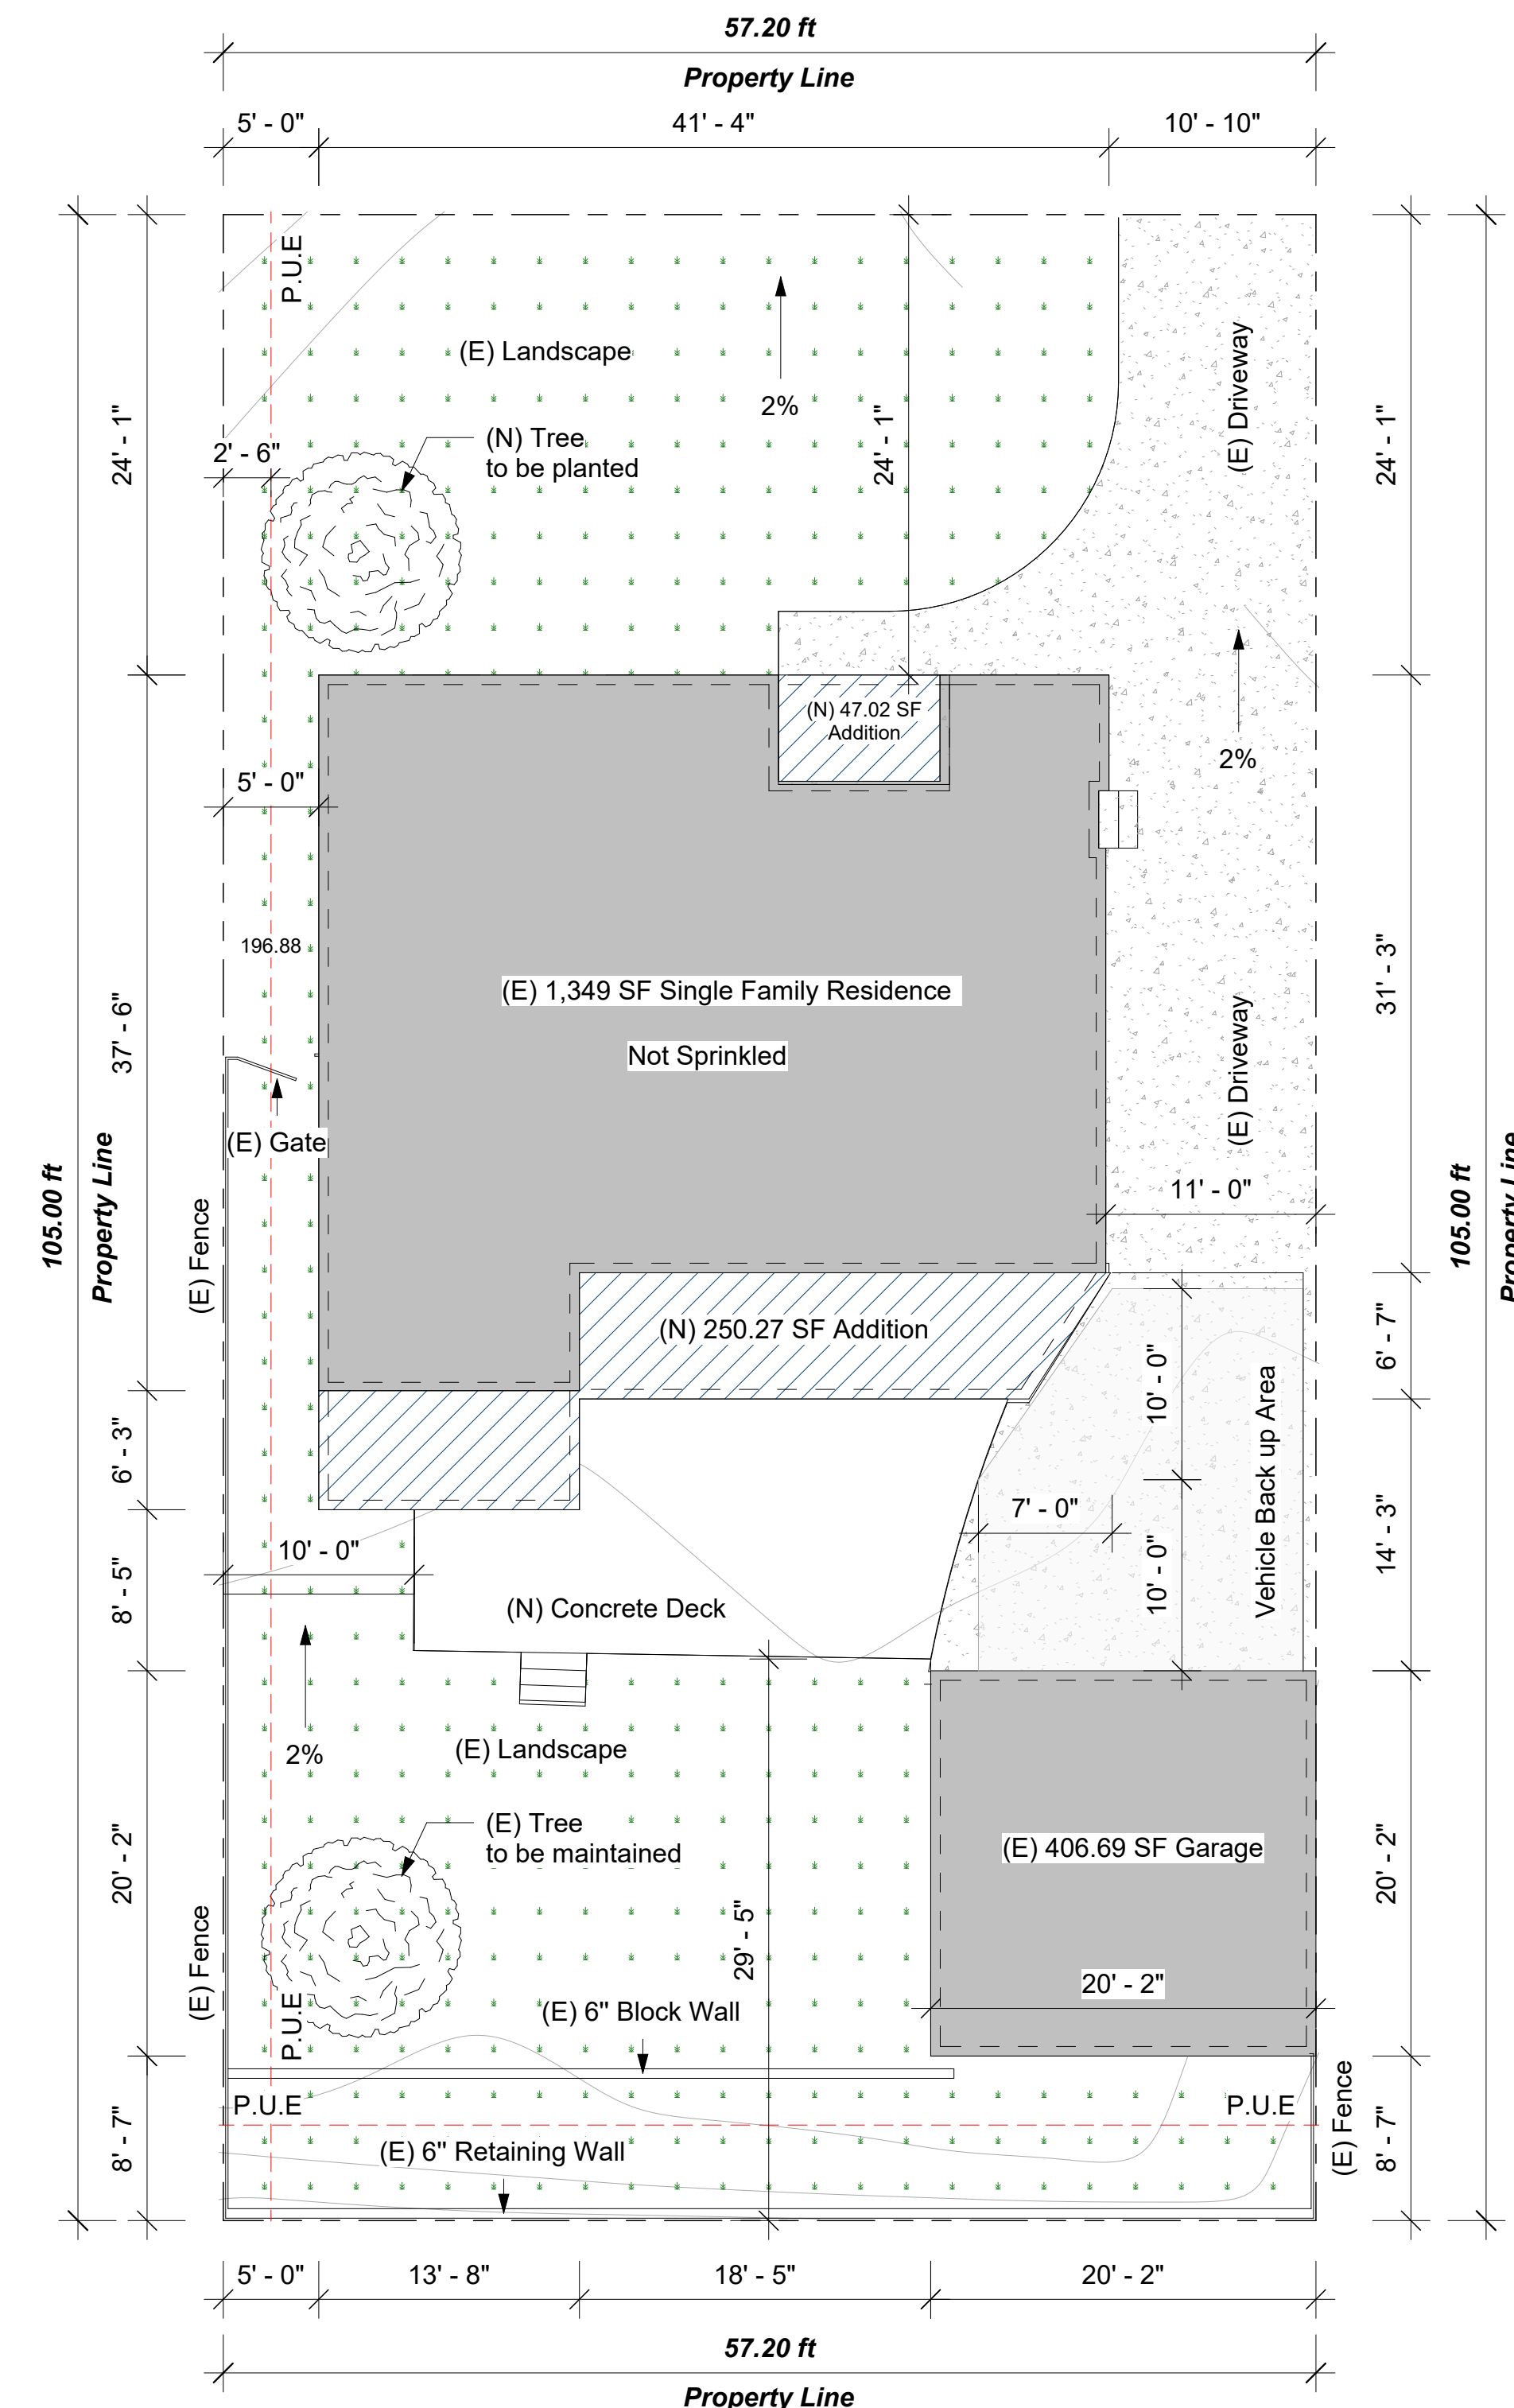 57.20 ft
Property Line
5' - 0"
41' - 4"
10' - 10"
P.U.E
(E) Landscape
2%
(E) Driveway
24' - 1"
24' - 1"
24' - 1"
2' - 6"
(N) Tree
to be planted
(N) 47.02 SF
Addition
2%
5' - 0"
196.88
(E) 1,349 SF Single Family Residence
Not Sprinkled
37' - 6"
31' - 3"
(E) Gate
(E) Driveway
105.00 ft
Property Line
105.00 ft
Property Line
11' - 0"
(E) Fence
(N) 250.27 SF Addition
6' - 7"
10' - 0"
Vehicle Back up Area
6' - 3"
7' - 0"
10' - 0"
14' - 3"
10' - 0"
8' - 5"
(N) Concrete Deck
2%
(E) Landscape
(E) Tree
to be maintained
(E) 406.69 SF Garage
20' - 2"
20' - 2"
29' - 5"
20' - 2"
(E) Fence
P.U.E
(E) 6" Block Wall
P.U.E
P.U.E
(E) Fence
(E) 6" Retaining Wall
8' - 7"
8' - 7"
5' - 0"
13' - 8"
18' - 5"
20' - 2"
57.20 ft
Property Line